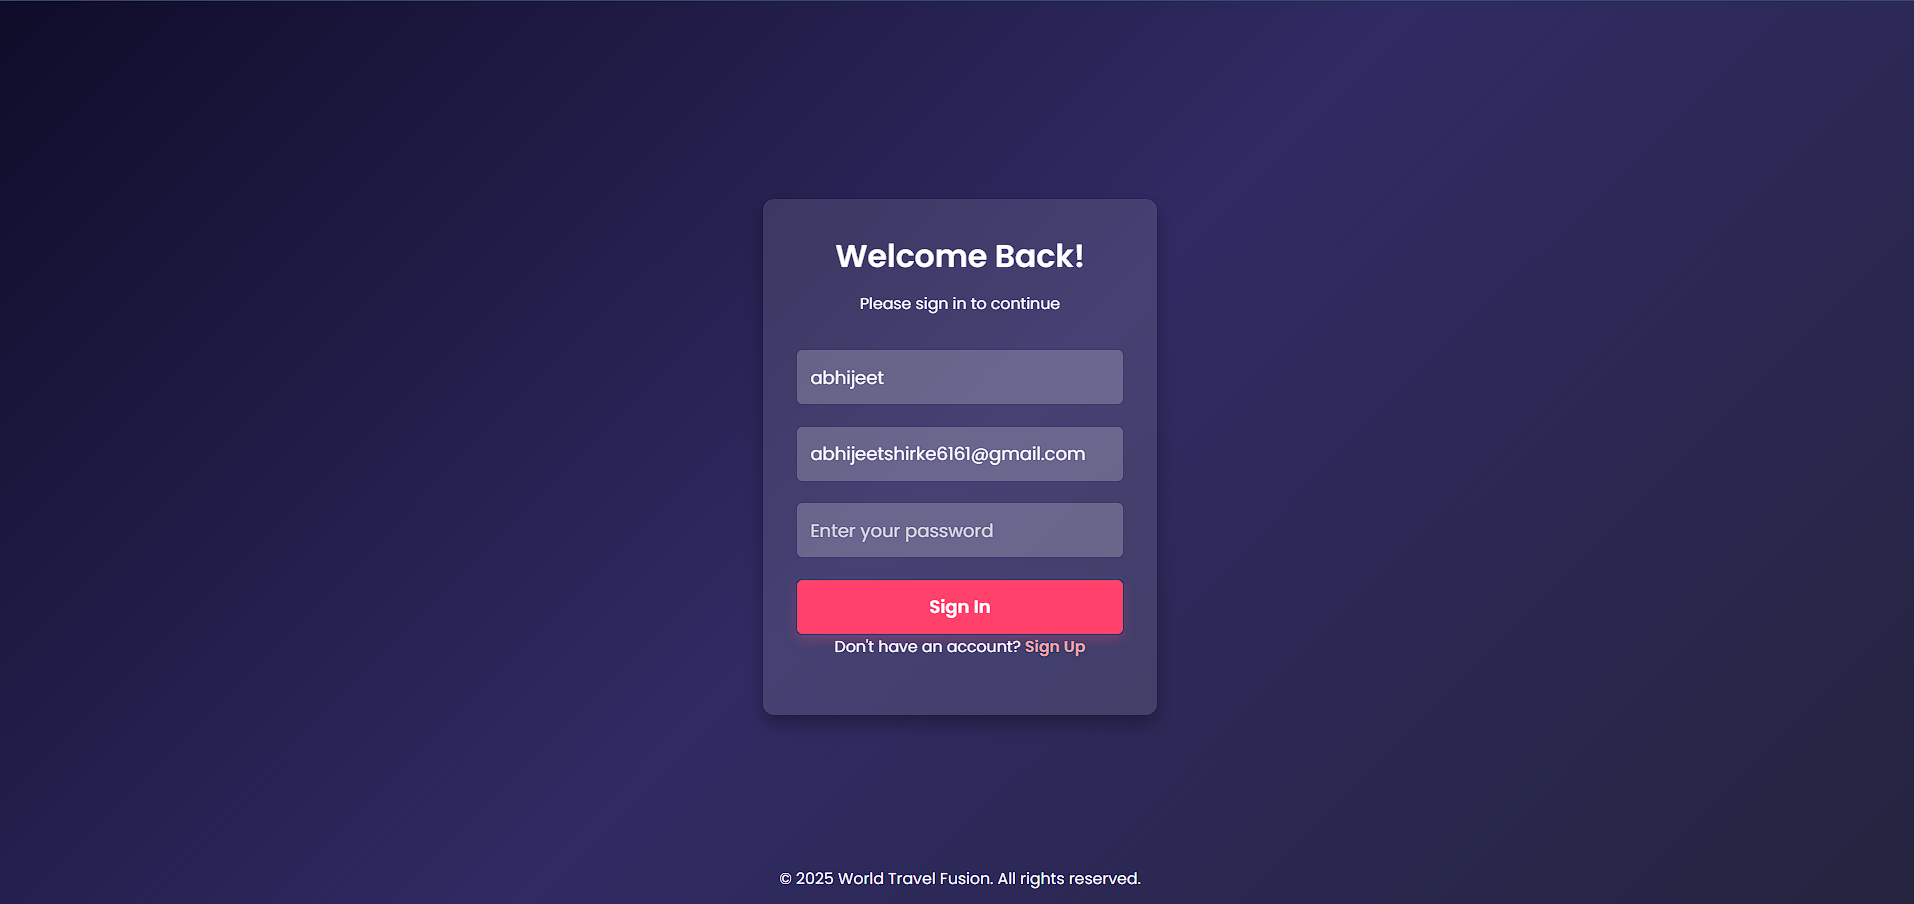 Welcome Back!
Please sign in to continue
abhijeet
abhijeetshirke6161@gmail.com
Enter your password
Sign In
Don't have an account? Sign Up
© 2025 World Travel Fusion. All rights reserved.